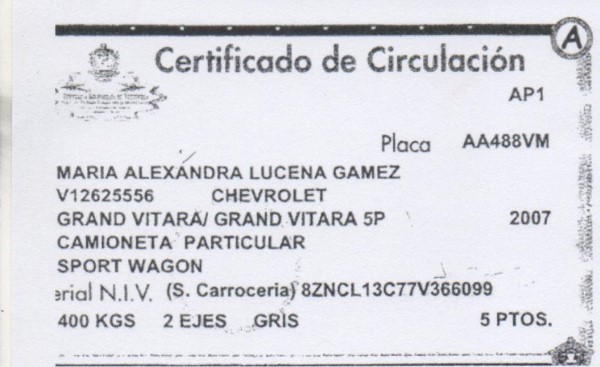 A
Certificado de Circulación
AP1
Placa AA488VM
MARIA ALEXANDRA LUCENA GAMEZ
V12625556 CHEVROLET
GRAND VITARA/ GRAND VITARA 5P 2007
CAMIONETA PARTICULAR
SPORT WAGON
erial N.I.V. (S. Carroceria) 8ZNCL13C77V366099
400 KGS 2 EJES GRIS 5 PTOS.